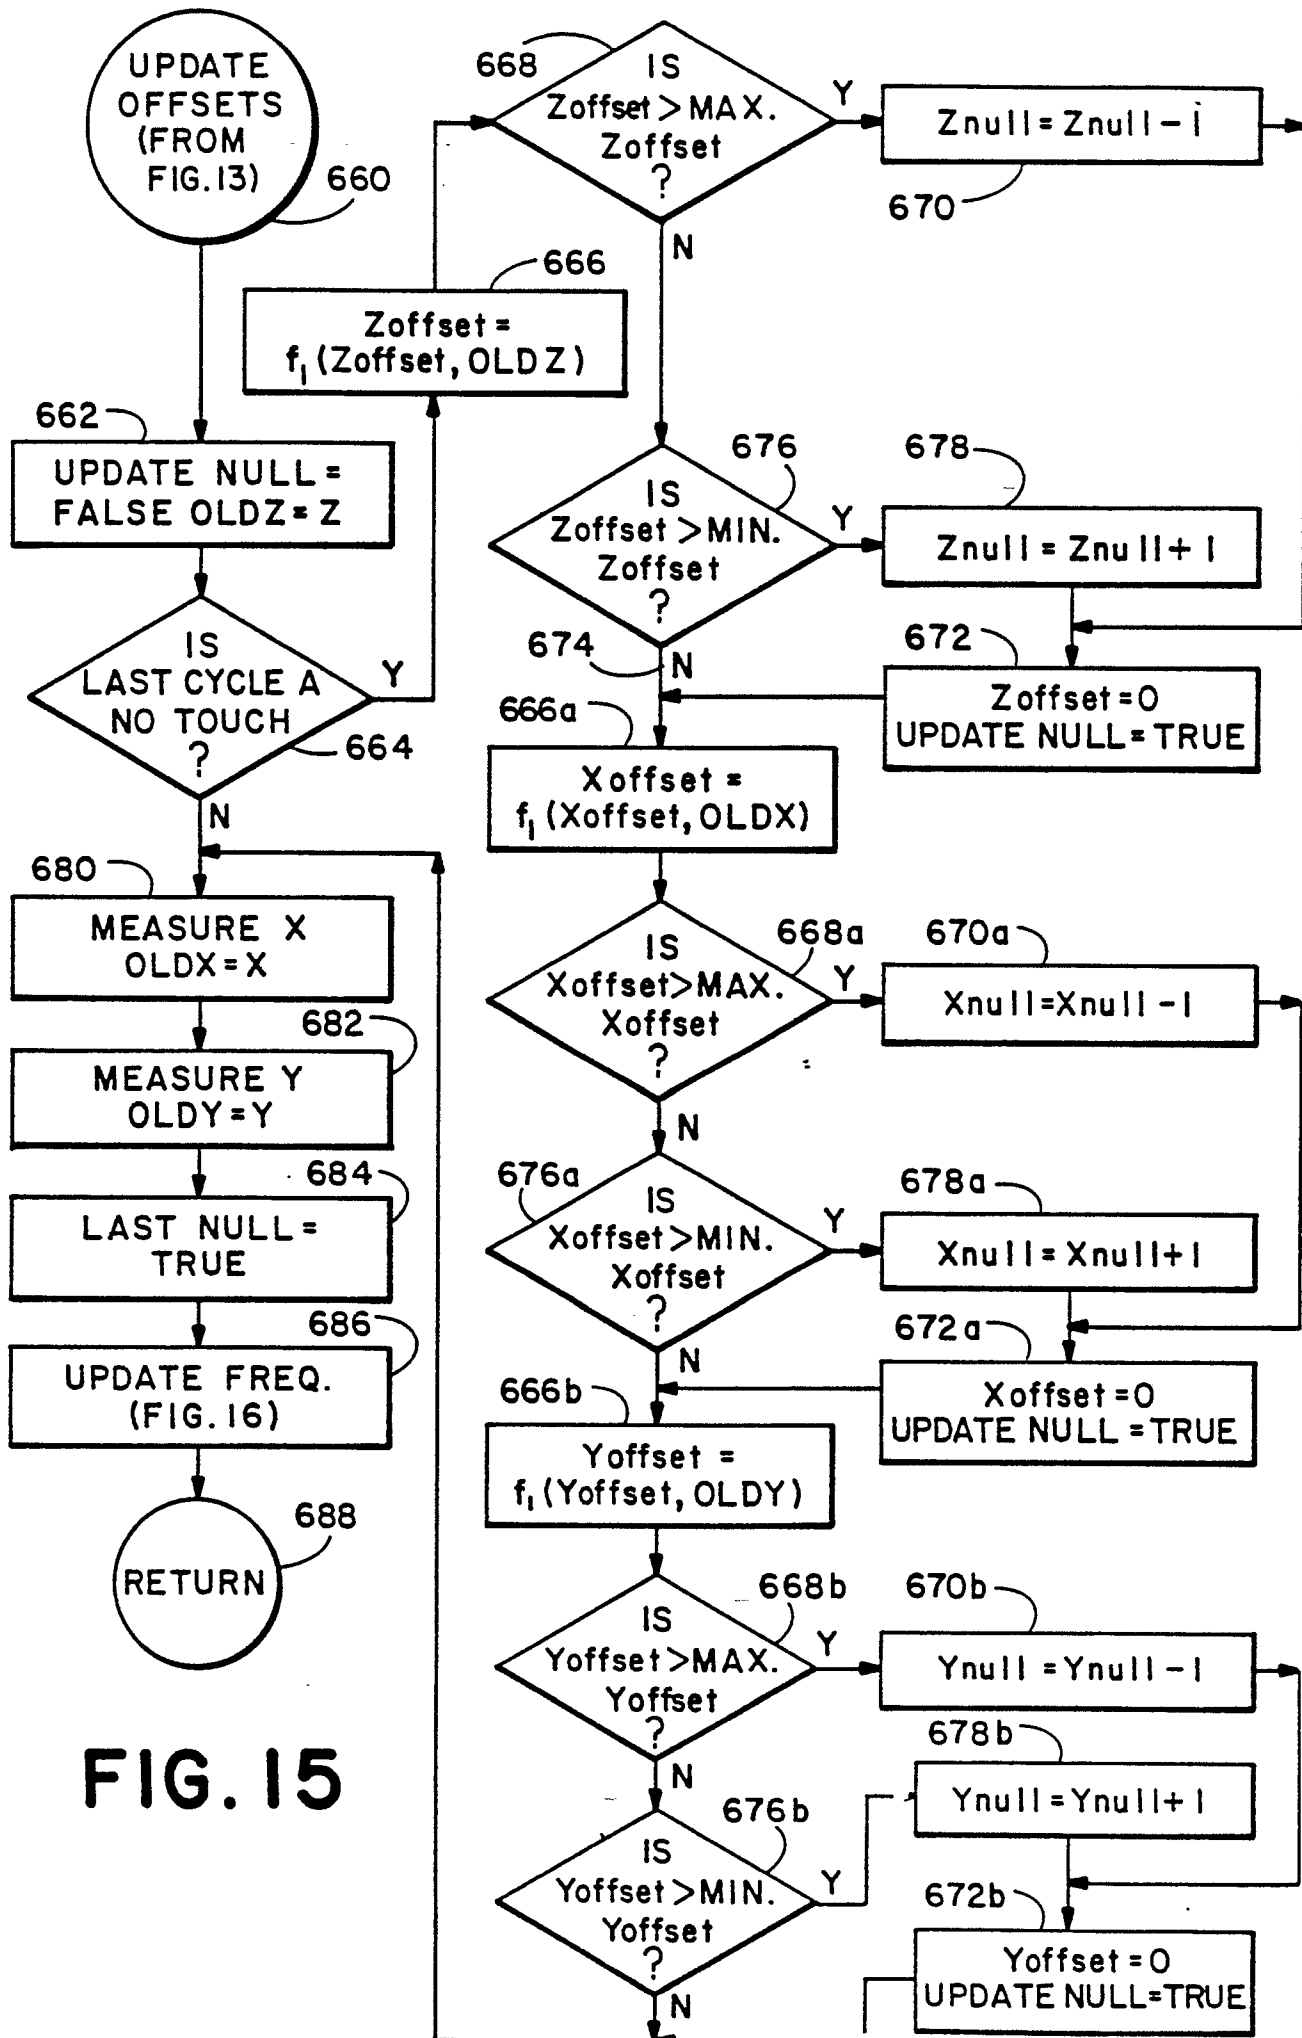 UPDATE
OFFSETS
(FROM
FIG.13)
660
662
UPDATE NULL =
FALSE OLDZ = Z
IS
LAST CYCLE A
NO TOUCH
?
664
Y
N
666
Zoffset =
f₁ (Zoffset, OLDZ)
668
IS
Zoffset > MAX.
Zoffset
?
Y
N
Znull = Znull - 1
670
676
IS
Zoffset > MIN.
Zoffset
?
Y
674
N
678
Znull = Znull + 1
672
Zoffset = 0
UPDATE NULL = TRUE
666a
Xoffset =
f₁ (Xoffset, OLDX)
668a
IS
Xoffset > MAX.
Xoffset
?
Y
N
670a
Xnull = Xnull - 1
676a
IS
Xoffset > MIN.
Xoffset
?
Y
N
678a
Xnull = Xnull + 1
672a
Xoffset = 0
UPDATE NULL = TRUE
666b
Yoffset =
f₁ (Yoffset, OLDY)
668b
IS
Yoffset > MAX.
Yoffset
?
Y
N
670b
Ynull = Ynull - 1
676b
IS
Yoffset > MIN.
Yoffset
?
Y
N
678b
Ynull = Ynull + 1
672b
Yoffset = 0
UPDATE NULL = TRUE
680
MEASURE X
OLDX = X
682
MEASURE Y
OLDY = Y
684
LAST NULL =
TRUE
686
UPDATE FREQ.
(FIG.16)
688
RETURN
FIG. 15